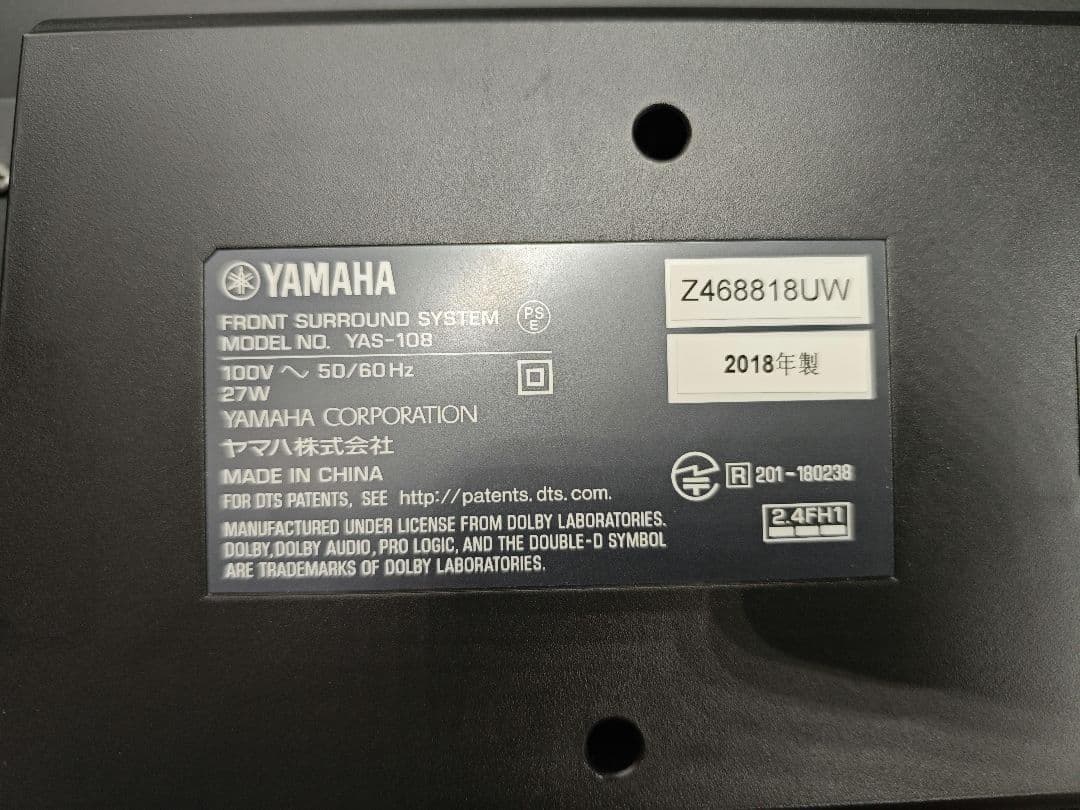 YAMAHA
FRONT SURROUND SYSTEM
PS
E
MODEL NO. YAS-108
100V ~ 50/60Hz
27W
YAMAHA CORPORATION
ヤマハ株式会社
MADE IN CHINA
FOR DTS PATENTS, SEE http://patents.dts.com.
MANUFACTURED UNDER LICENSE FROM DOLBY LABORATORIES.
DOLBY,DOLBY AUDIO,PRO LOGIC, AND THE DOUBLE-D SYMBOL
ARE TRADEMARKS OF DOLBY LABORATORIES.
Z468818UW
2018年製
R 201-180238
2.4FH1